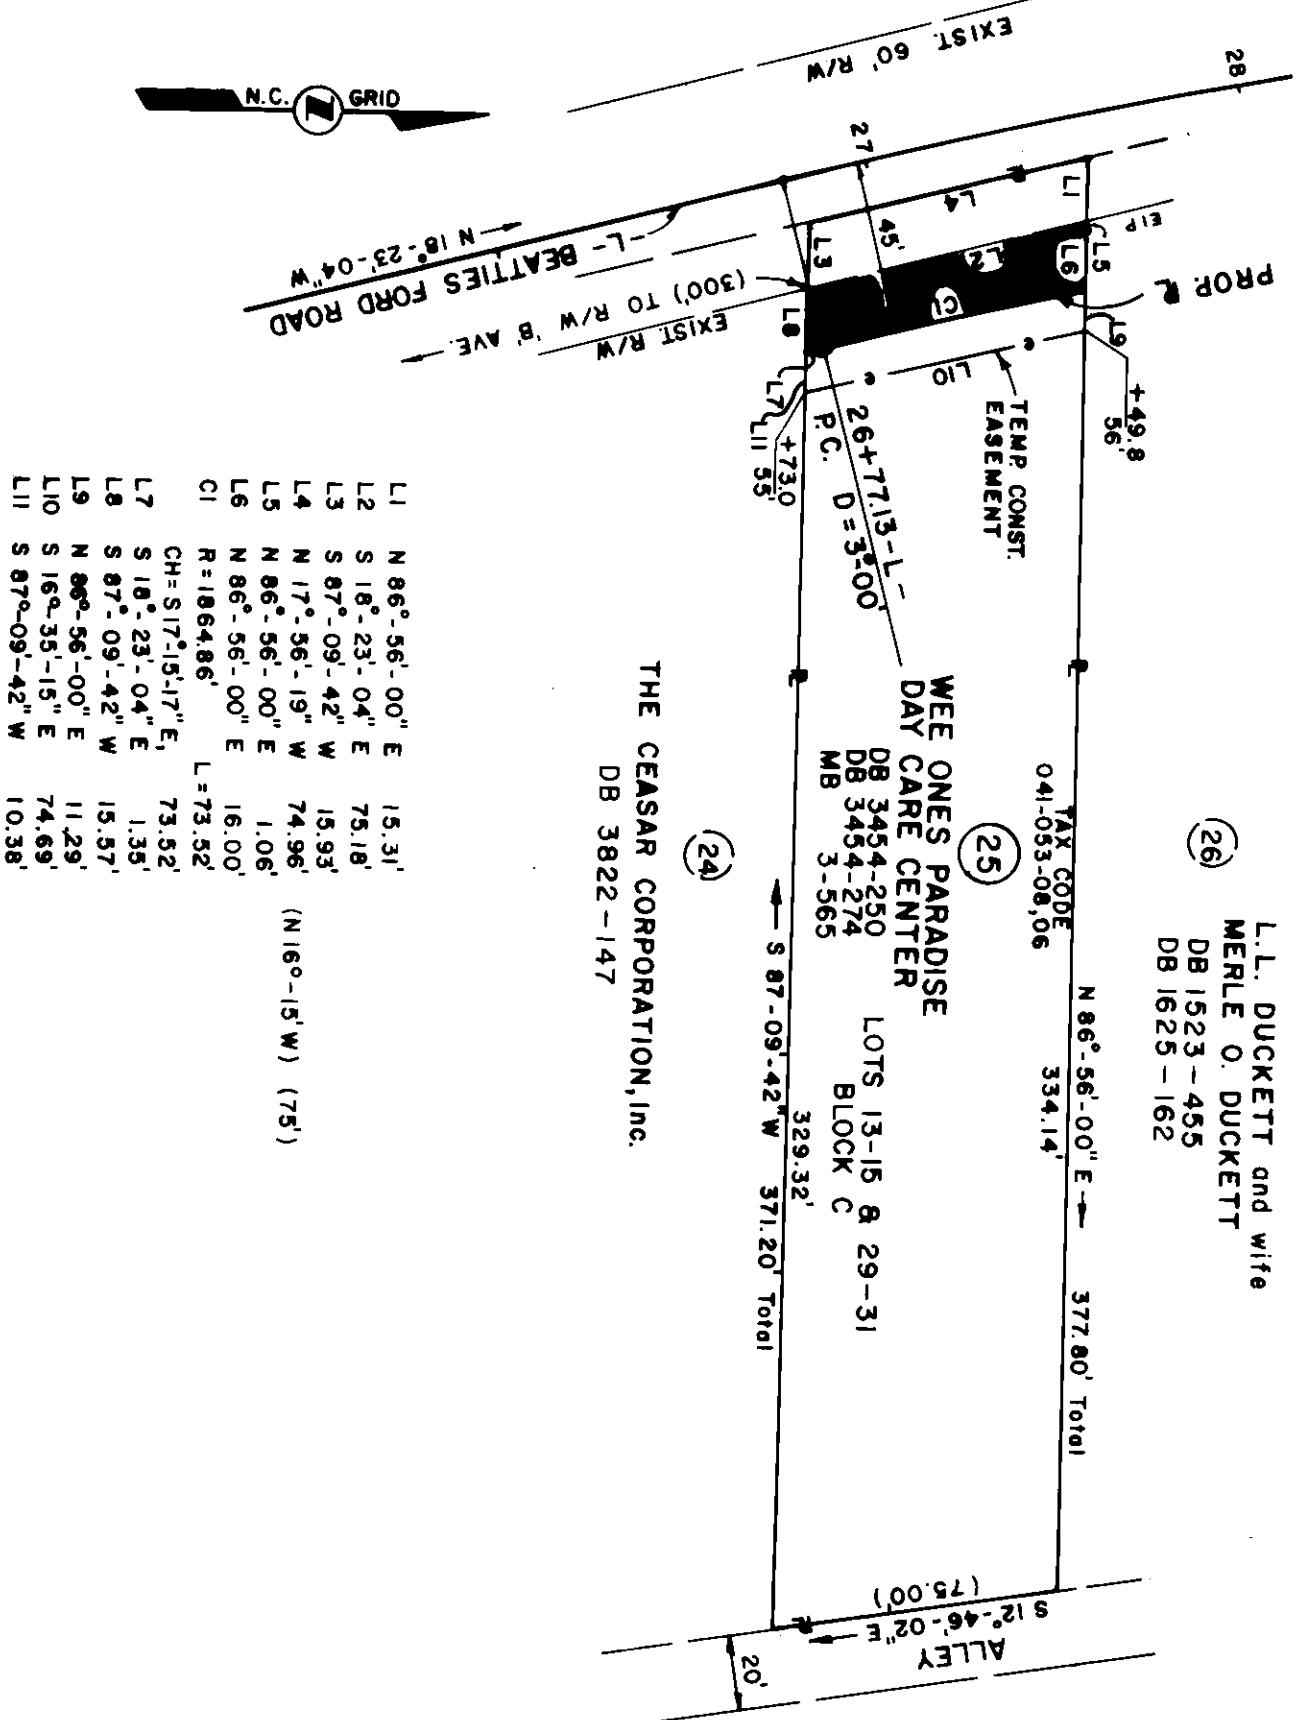 EXIST. 60' R/W
28
N.C. GRID
N
27
N 18°-23'-04" W
-L- BEATTIES FORD ROAD
(300') TO R/W 'B' AVE.
EXIST. R/W
45'
L1
L4
EIP
L5
L2
L6
L3
C1
L8
L9
L10
L7
L11
PROP.
e
e
+49.8
56'
+73.0
55'
TEMP. CONST.
EASEMENT
26+77.13 -L-
P.C. D=3°-00'
L.L. DUCKETT and wife
MERLE O. DUCKETT
DB 1523-455
DB 1625-162
(26)
N 86°-56'-00" E 377.80' Total
334.14'
TAX CODE
041-053-08,06
(25)
WEE ONES PARADISE
DAY CARE CENTER
DB 3454-250
DB 3454-274
MB 3-565
LOTS 13-15 & 29-31
BLOCK C
329.32'
S 87-09'-42" W 371.20' Total
(24)
THE CEASAR CORPORATION, Inc.
DB 3822-147
S 12°-46'-02" E
(75.00')
ALLEY
20'
L1 N 86°-56'-00" E 15.31'
L2 S 18°-23'-04" E 75.18'
L3 S 87°-09'-42" W 15.93'
L4 N 17°-56'-19" W 74.96' (N 16°-15' W) (75')
L5 N 86°-56'-00" E 1.06'
L6 N 86°-56'-00" E 16.00'
C1 R=1864.86' L=73.52'
CH=S 17°-15'-17" E, 73.52'
L7 S 18°-23'-04" E 1.35'
L8 S 87°-09'-42" W 15.57'
L9 N 86°-56'-00" E 11.29'
L10 S 16°-35'-15" E 74.69'
L11 S 87°-09'-42" W 10.38'